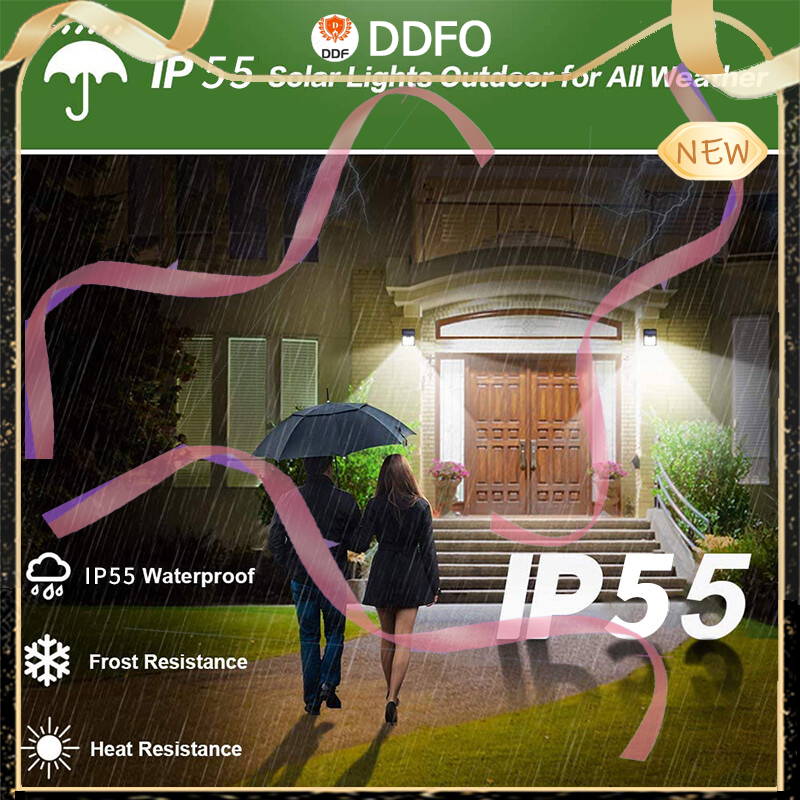 DDF
DDFO
IP 55 Solar Lights Outdoor for All Weather
NEW
IP55
IP55 Waterproof
Frost Resistance
Heat Resistance